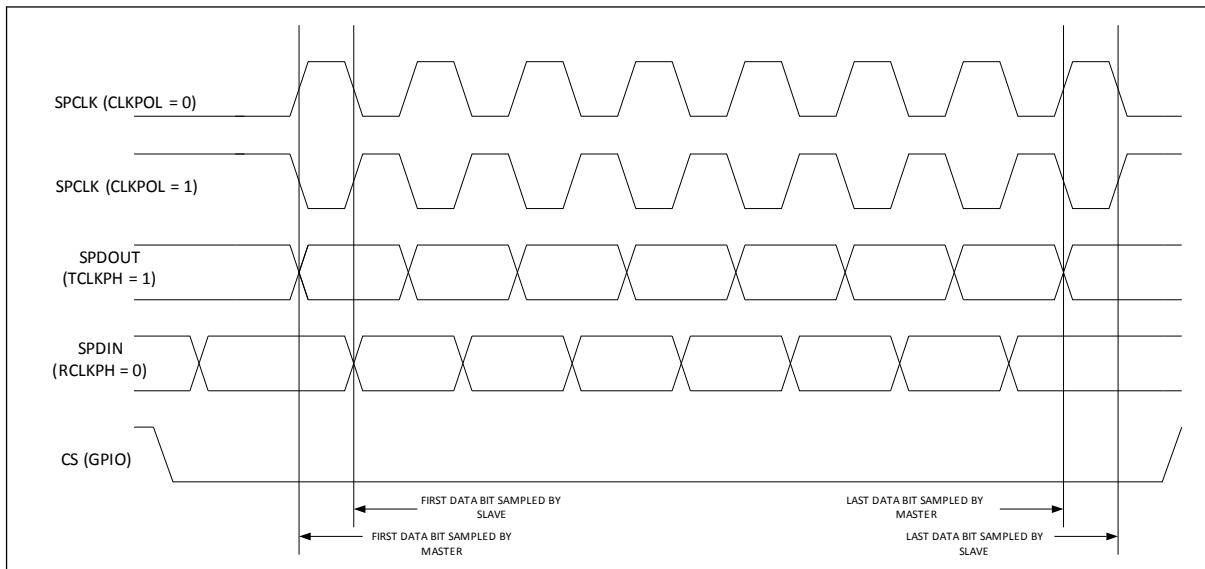 SPCLK (CLKPOL = 0)
SPCLK (CLKPOL = 1)
SPDOUT
(TCLKPH = 1)
SPDIN
(RCLKPH = 0)
CS (GPIO)
FIRST DATA BIT SAMPLED BY
SLAVE
LAST DATA BIT SAMPLED BY
MASTER
FIRST DATA BIT SAMPLED BY
MASTER
LAST DATA BIT SAMPLED BY
SLAVE